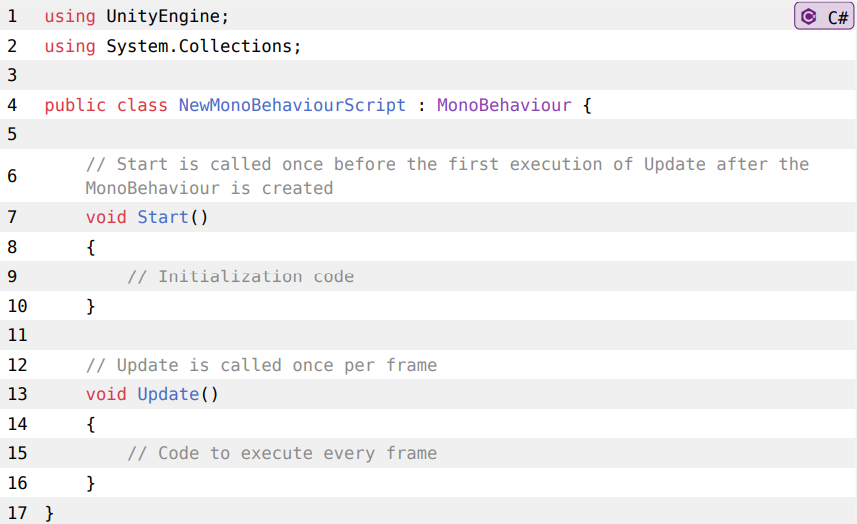 1 using UnityEngine;
C#
2 using System.Collections;
3
4 public class NewMonoBehaviourScript : MonoBehaviour {
5
6 // Start is called once before the first execution of Update after the
MonoBehaviour is created
7 void Start()
8 {
9 // Initialization code
10 }
11
12 // Update is called once per frame
13 void Update()
14 {
15 // Code to execute every frame
16 }
17 }